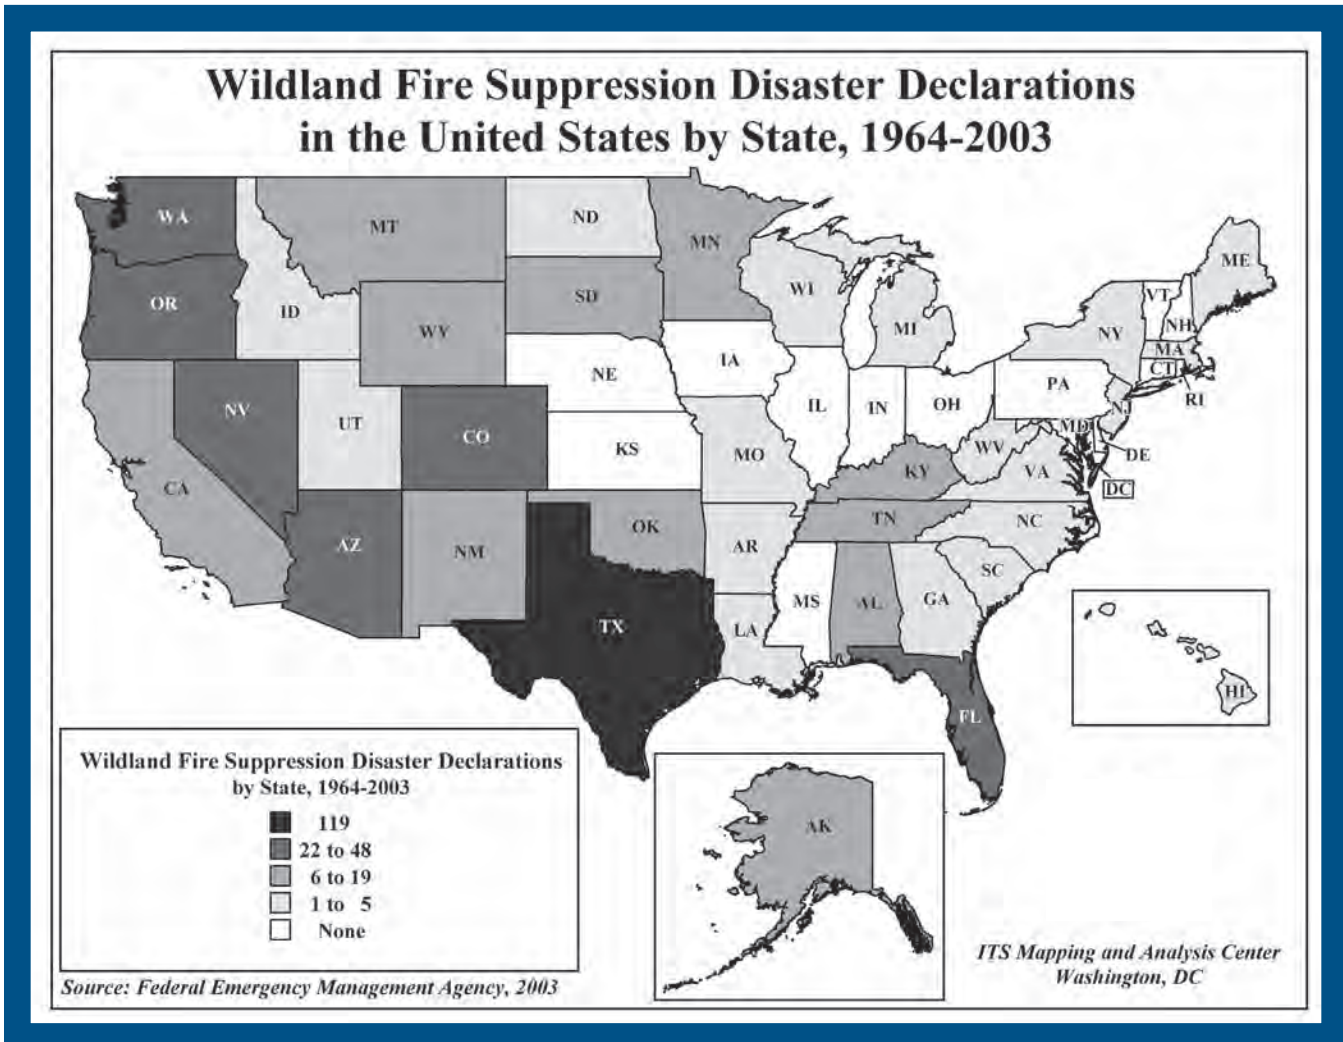 Wildland Fire Suppression Disaster Declarations
in the United States by State, 1964-2003
WA
MT
ND
MN
ME
OR
ID
SD
WI
VT
WY
MI
NY
NH
IA
MA
NE
CT
PA
RI
NV
UT
CO
IL
IN
OH
NJ
KS
MO
WV
MD
DE
KY
VA
CA
DC
OK
TN
NC
AZ
NM
AR
SC
MS
AL
GA
TX
LA
HI
FL
AK
Wildland Fire Suppression Disaster Declarations
by State, 1964-2003
119
22 to 48
6 to 19
1 to 5
None
Source: Federal Emergency Management Agency, 2003
ITS Mapping and Analysis Center
Washington, DC